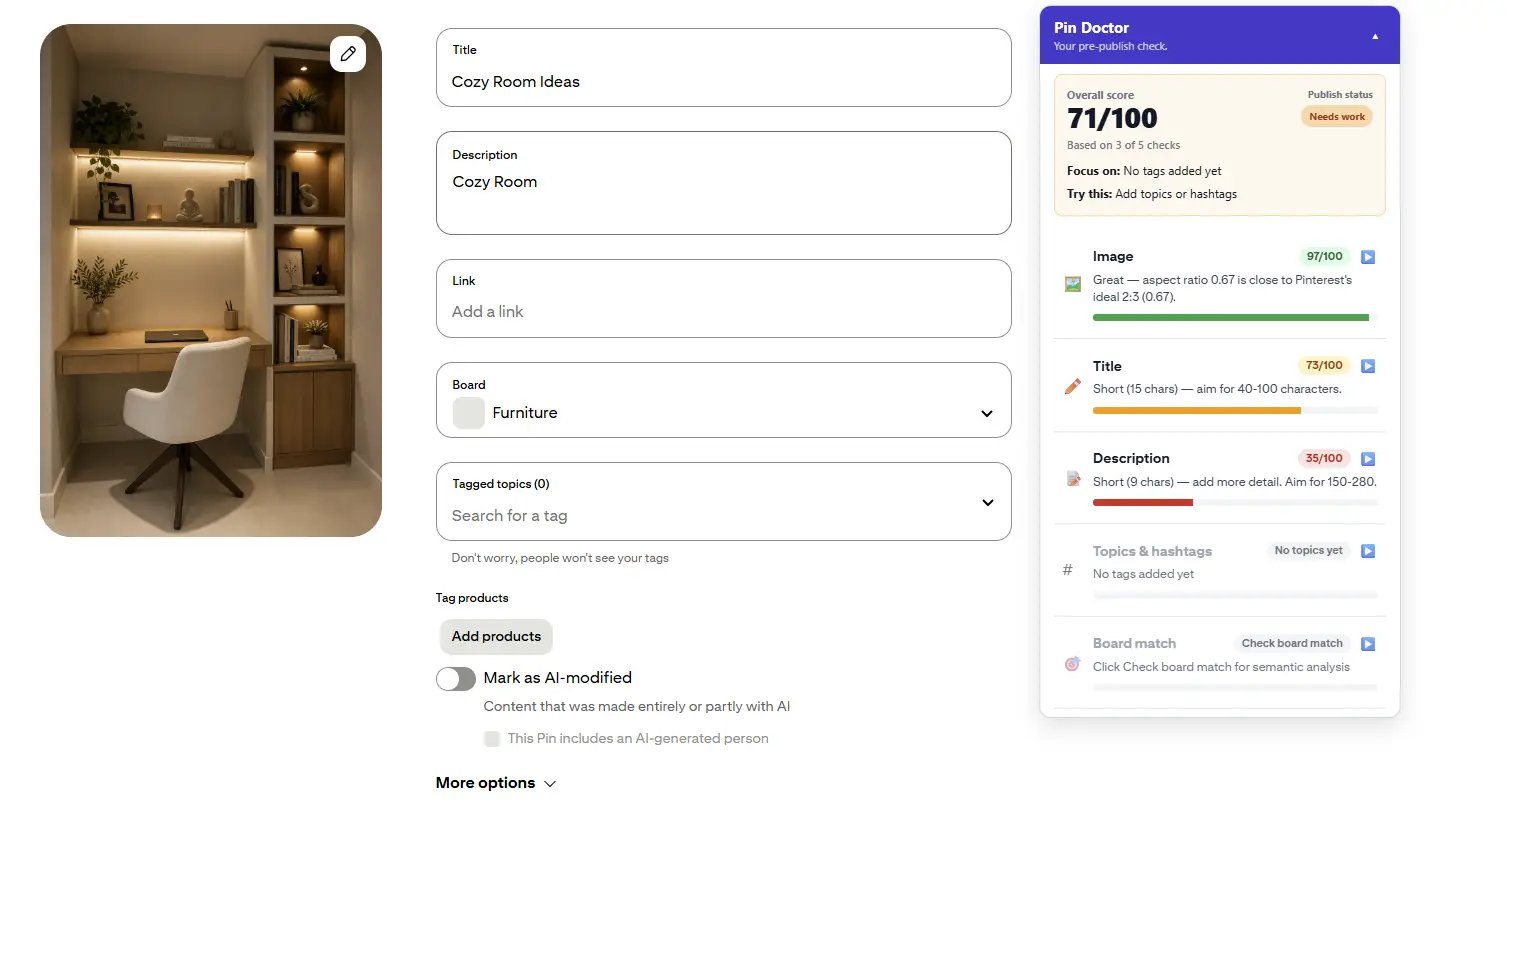 Title
Cozy Room Ideas
Description
Cozy Room
Link
Add a link
Board
Furniture
Tagged topics (0)
Search for a tag
Don't worry, people won't see your tags
Tag products
Add products
Mark as AI-modified
Content that was made entirely or partly with AI
This Pin includes an AI-generated person
More options
Pin Doctor
Your pre-publish check.
Overall score
Publish status
71/100
Needs work
Based on 3 of 5 checks
Focus on: No tags added yet
Try this: Add topics or hashtags
Image
97/100
Great — aspect ratio 0.67 is close to Pinterest's
ideal 2:3 (0.67).
Title
73/100
Short (15 chars) — aim for 40-100 characters.
Description
35/100
Short (9 chars) — add more detail. Aim for 150-280.
#
Topics & hashtags
No topics yet
No tags added yet
Board match
Check board match
Click Check board match for semantic analysis